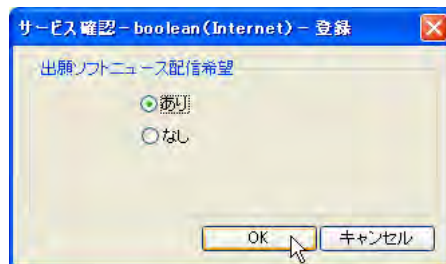 サービス確認－boolean(Internet)－登録
出願ソフトニュース配信希望
あり
なし
OK
キャンセル